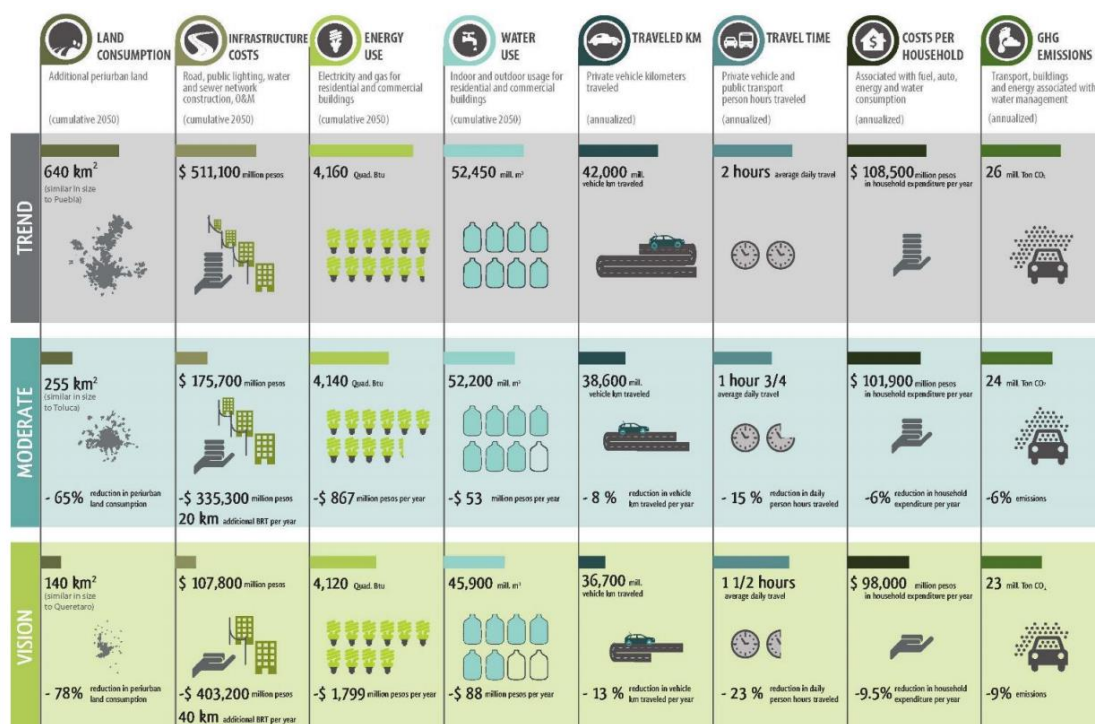 LAND
CONSUMPTION
Additional periurban land
(cumulative 2050)
INFRASTRUCTURE
COSTS
Road, public lighting, water
and sewer network
construction, O&M
(cumulative 2050)
ENERGY
USE
Electricity and gas for
residential and commercial
buildings
(cumulative 2050)
WATER
USE
Indoor and outdoor usage for
residential and commercial
buildings
(cumulative 2050)
TRAVELED KM
Private vehicle kilometers
traveled
(annualized)
TRAVEL TIME
Private vehicle and
public transport
person hours traveled
(annualized)
COSTS PER
HOUSEHOLD
Associated with fuel, auto,
energy and water
consumption
(annualized)
GHG
EMISSIONS
Transport, buildings
and energy associated with
water management
(annualized)
TREND
640 km²
(similar in size
to Puebla)
$ 511,100 million pesos
4,160 Quad. Btu
52,450 mill. m³
42,000 mill.
vehicle km traveled
2 hours average daily travel
$ 108,500 million pesos
in household expenditure per year
26 mill. Ton CO₂
MODERATE
255 km²
(similar in size
to Toluca)
- 65% reduction in periurban
land consumption
$ 175,700 million pesos
-$ 335,300 million pesos
20 km additional BRT per year
4,140 Quad. Btu
-$ 867 million pesos per year
52,200 mill. m³
-$ 53 million pesos per year
38,600 mill.
vehicle km traveled
- 8 % reduction in vehicle
km traveled per year
1 hour 3/4
average daily travel
- 15 % reduction in daily
person hours traveled
$ 101,900 million pesos
in household expenditure per year
-6% reduction in household
expenditure per year
24 mill. Ton CO₂
-6% emissions
VISION
140 km²
(similar in size
to Queretaro)
- 78% reduction in periurban
land consumption
$ 107,800 million pesos
-$ 403,200 million pesos
40 km additional BRT per year
4,120 Quad. Btu
-$ 1,799 million pesos per year
45,900 mill. m³
-$ 88 million pesos per year
36,700 mill.
vehicle km traveled
- 13 % reduction in vehicle
km traveled per year
1 1/2 hours
average daily travel
- 23 % reduction in daily
person hours traveled
$ 98,000 million pesos
in household expenditure per year
-9.5% reduction in household
expenditure per year
23 mill. Ton CO₂
-9% emissions